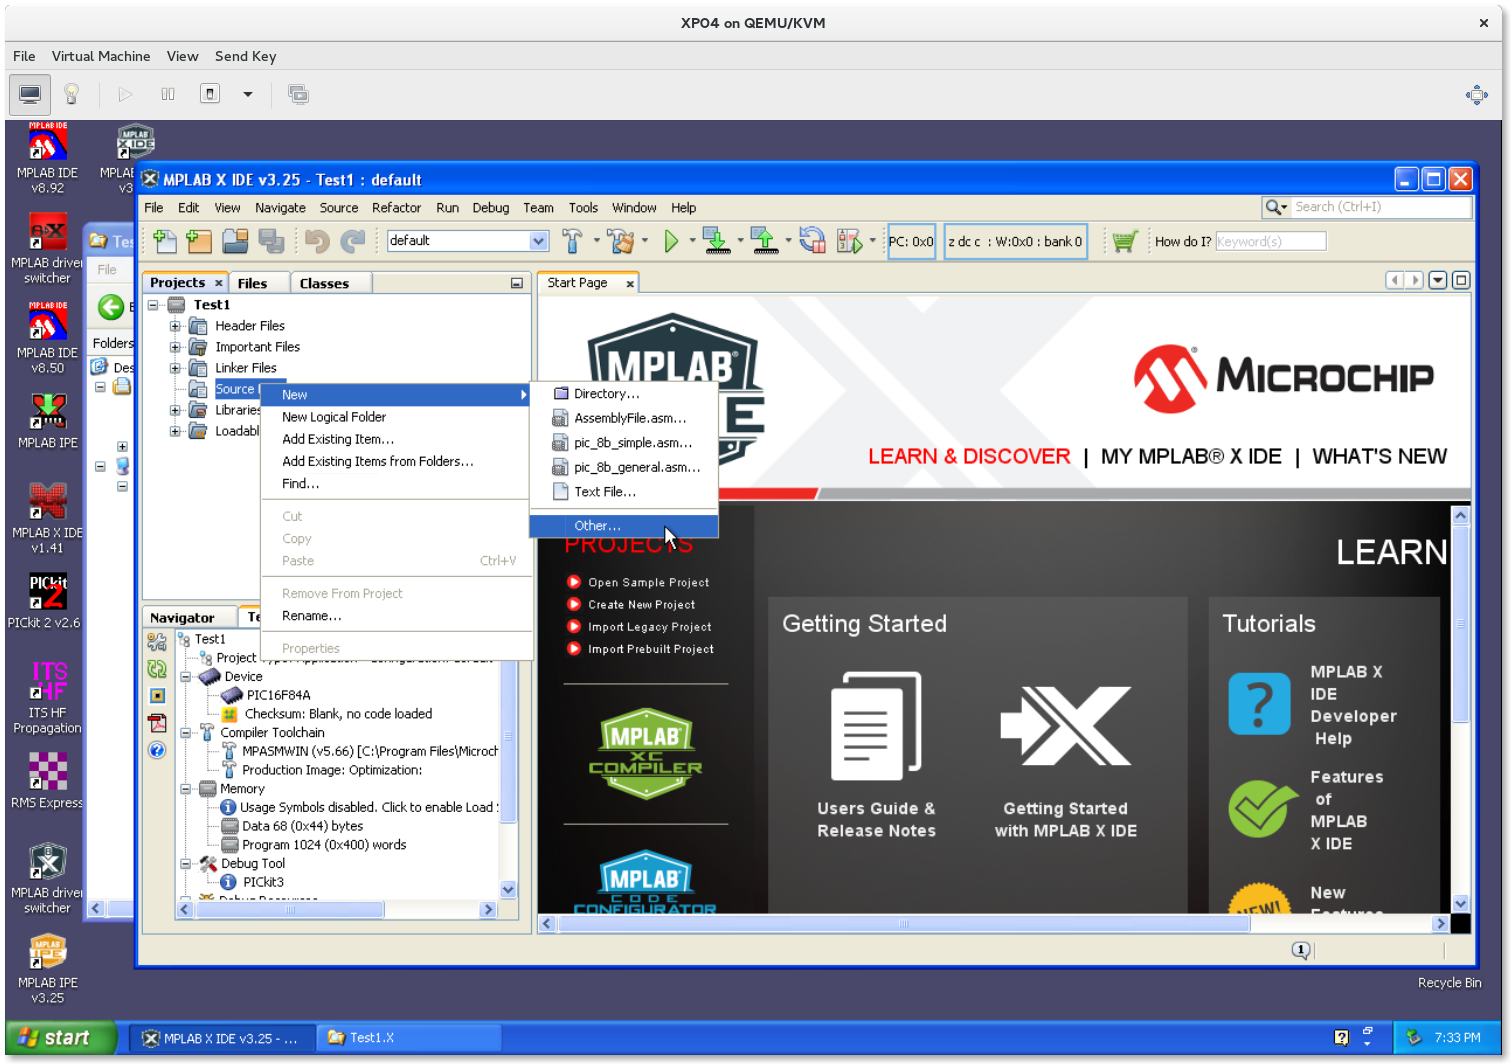 XP04 on QEMU/KVM
File Virtual Machine View Send Key
MPLAB IDE
v8.92
MPLAB driver
switcher
MPLAB IDE
v8.50
MPLAB IPE
MPLAB X IDE
v1.41
PICkit 2 v2.6
ITS HF
Propagation
RMS Express
MPLAB driver
switcher
MPLAB IPE
v3.25
MPLAB X IDE v3.25 - Test1 : default
File Edit View Navigate Source Refactor Run Debug Team Tools Window Help
Search (Ctrl+I)
default
PC: 0x0
z dc c : W:0x0 : bank 0
How do I?
Keyword(s)
File
Folders
Des
Projects Files Classes
Test1
Header Files
Important Files
Linker Files
Source
Libraries
Loadabl
New
New Logical Folder
Add Existing Item...
Add Existing Items from Folders...
Find...
Cut
Copy
Paste Ctrl+V
Remove From Project
Rename...
Properties
Directory...
AssemblyFile.asm...
pic_8b_simple.asm...
pic_8b_general.asm...
Text File...
Other...
Navigator
Test1
Device
PIC16F84A
Checksum: Blank, no code loaded
Compiler Toolchain
MPASMWIN (v5.66) [C:\Program Files\Microch
Production Image: Optimization:
Memory
Usage Symbols disabled. Click to enable Load
Data 68 (0x44) bytes
Program 1024 (0x400) words
Debug Tool
PICkit3
Start Page
MPLAB
MICROCHIP
LEARN & DISCOVER | MY MPLAB® X IDE | WHAT'S NEW
PROJECTS
Open Sample Project
Create New Project
Import Legacy Project
Import Prebuilt Project
MPLAB
XC
COMPILER
MPLAB
CODE
CONFIGURATOR
LEARN
Getting Started
Users Guide &
Release Notes
Getting Started
with MPLAB X IDE
Tutorials
MPLAB X
IDE
Developer
Help
Features
of
MPLAB
X IDE
New
Features
NEW!
1
Recycle Bin
start
MPLAB X IDE v3.25 - ...
Test1.X
7:33 PM